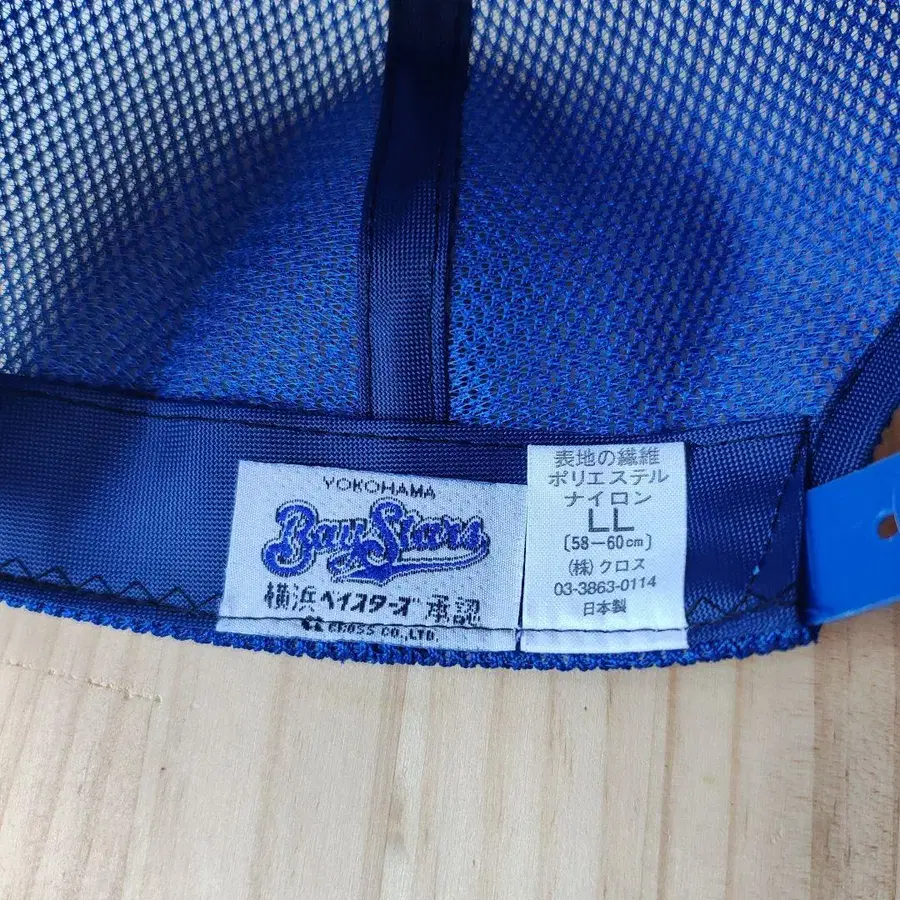 YOKOHAMA
BayStars
横浜ベイスターズ 承認
CROSS CO.,LTD.
表地の繊維
ポリエステル
ナイロン
LL
[58-60cm]
(株) クロス
03-3863-0114
日本製